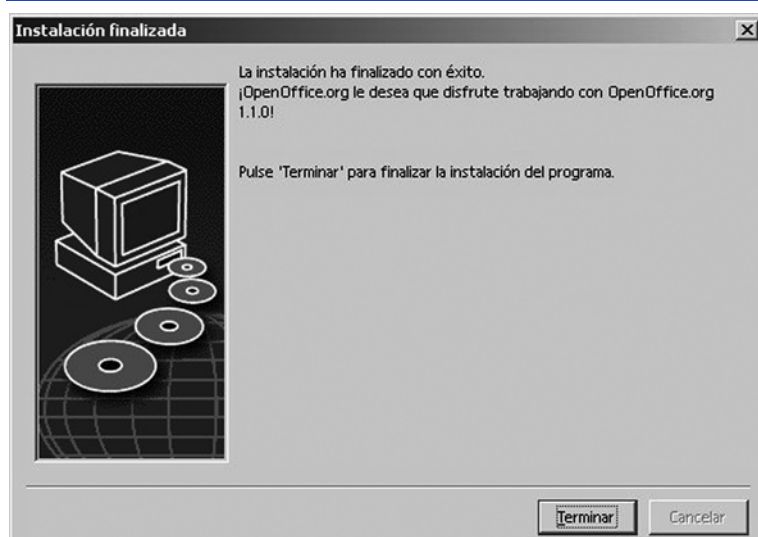 Instalación finalizada
La instalación ha finalizado con éxito.
¡OpenOffice.org le desea que disfrute trabajando con OpenOffice.org
1.1.0!
Pulse 'Terminar' para finalizar la instalación del programa.
Terminar
Cancelar